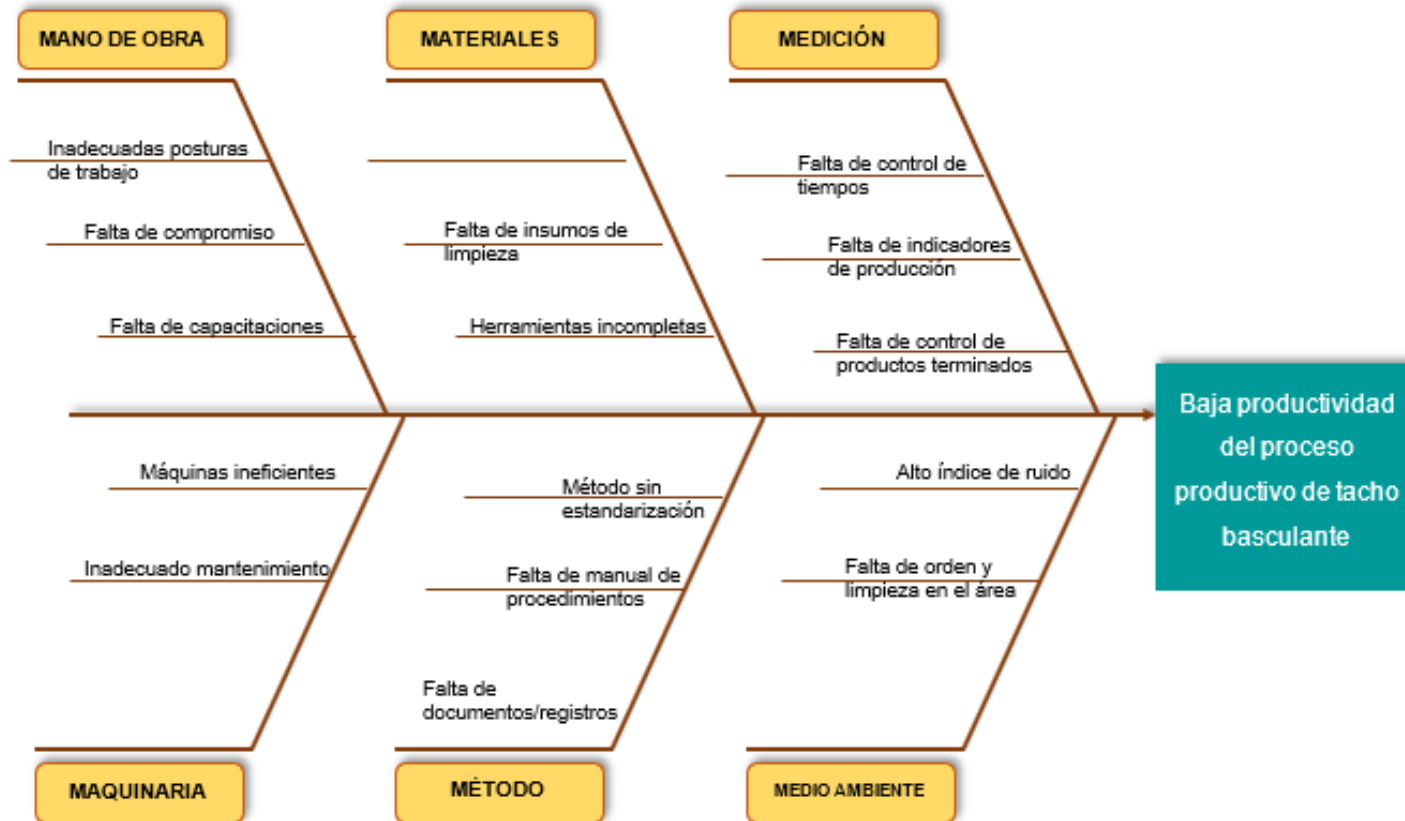 MANO DE OBRA
MATERIALES
MEDICIÓN
Inadecuadas posturas
de trabajo
Falta de compromiso
Falta de capacitaciones
Falta de insumos de
limpieza
Herramientas incompletas
Falta de control de
tiempos
Falta de indicadores
de producción
Falta de control de
productos terminados
Baja productividad
del proceso
productivo de tacho
basculante
Máquinas ineficientes
Inadecuado mantenimiento
Método sin
estandarización
Falta de manual de
procedimientos
Falta de
documentos/registros
Alto índice de ruido
Falta de orden y
limpieza en el área
MAQUINARIA
MÉTODO
MEDIO AMBIENTE